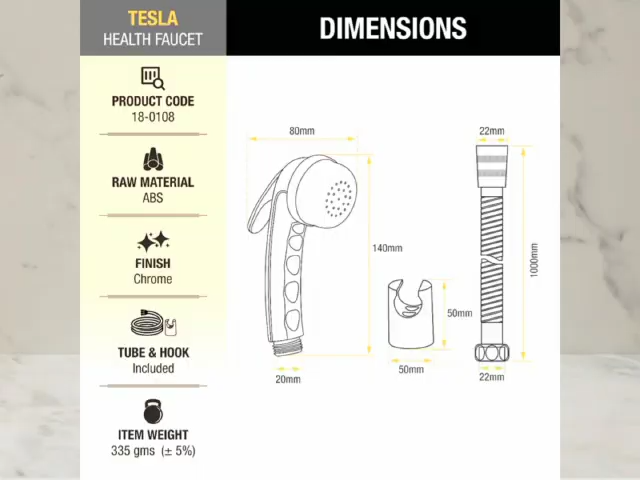 TESLA
HEALTH FAUCET
DIMENSIONS
PRODUCT CODE
18-0108
RAW MATERIAL
ABS
FINISH
Chrome
TUBE & HOOK
Included
ITEM WEIGHT
335 gms (± 5%)
80mm
140mm
20mm
50mm
50mm
22mm
1000mm
22mm